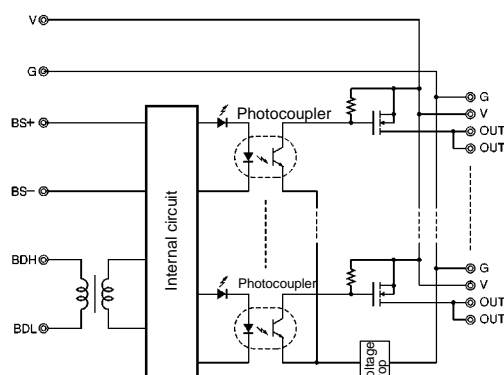 V
G
BS+
BS−
BDH
BDL
Internal circuit
Photocoupler
Photocoupler
G
V
OUT
OUT
G
V
OUT
OUT